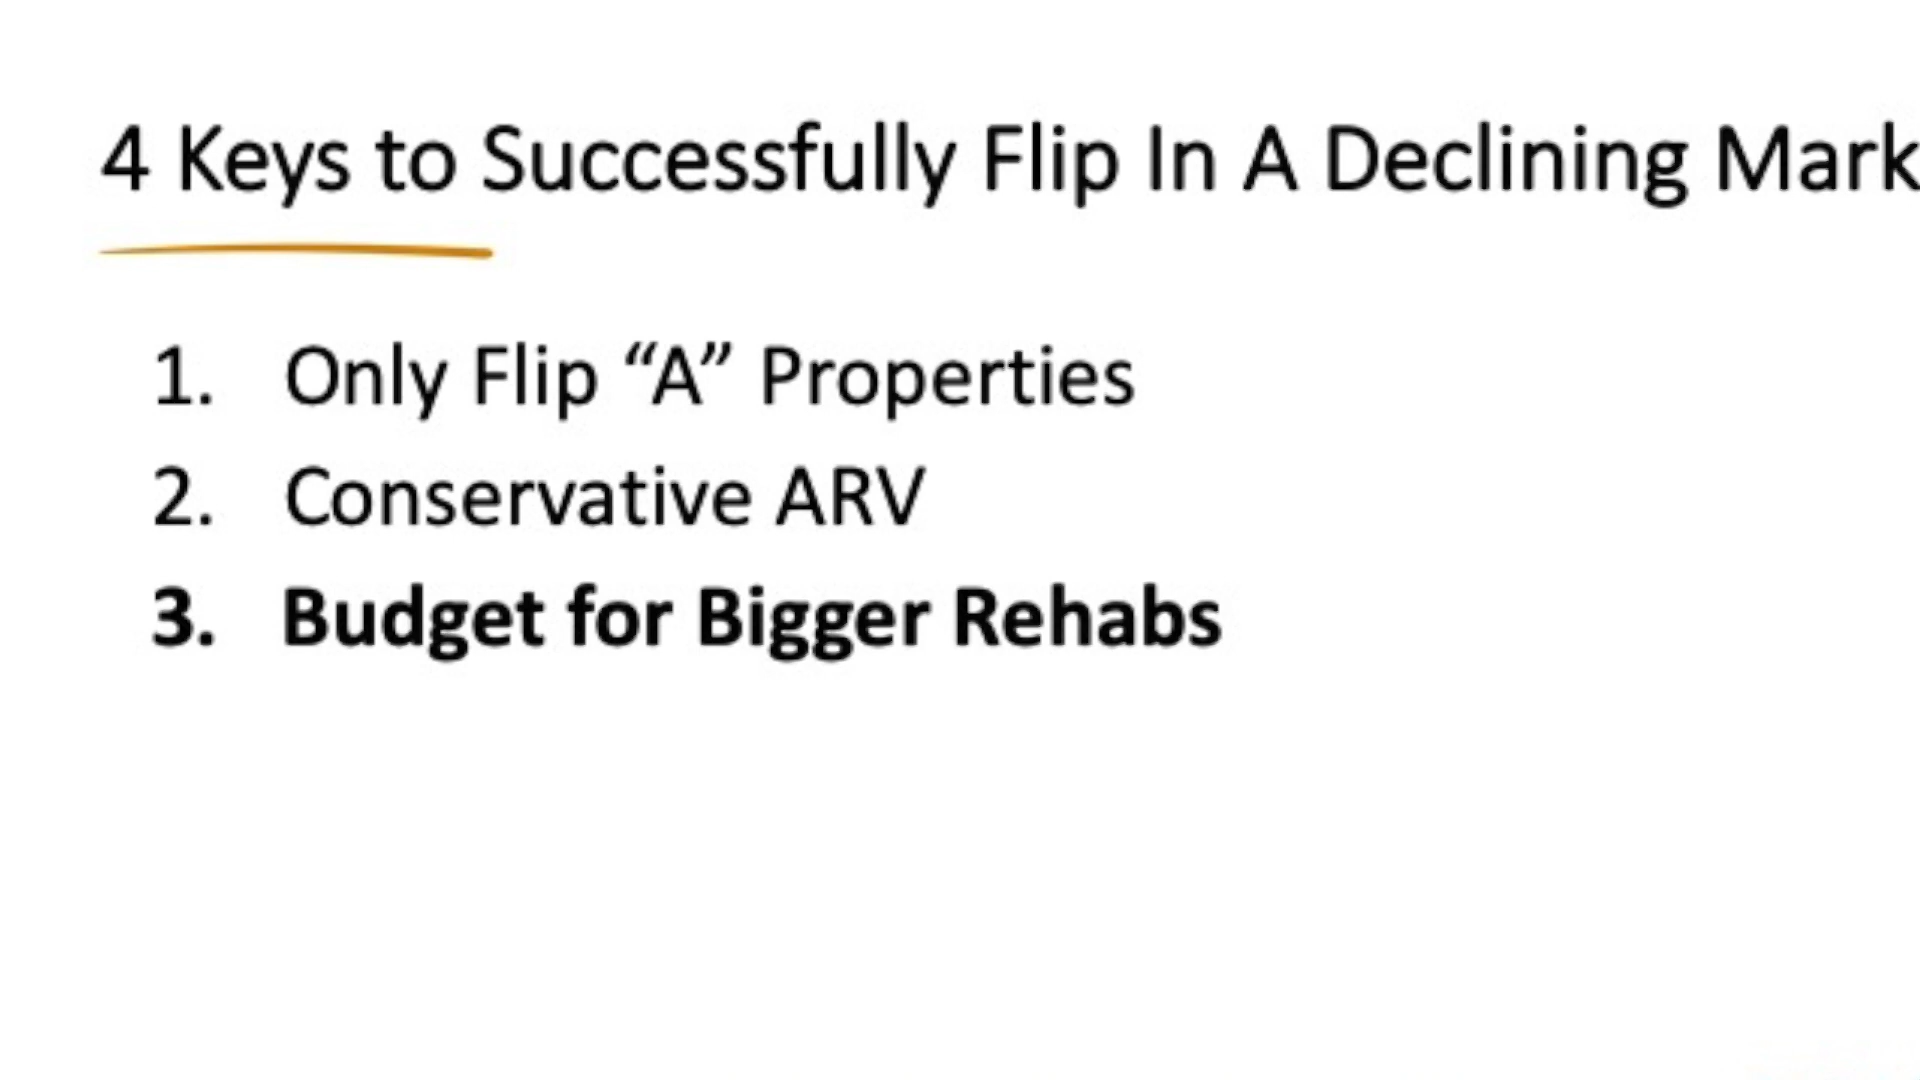 4 Keys to Successfully Flip In A Declining Mark
1. Only Flip “A” Properties
2. Conservative ARV
3. Budget for Bigger Rehabs